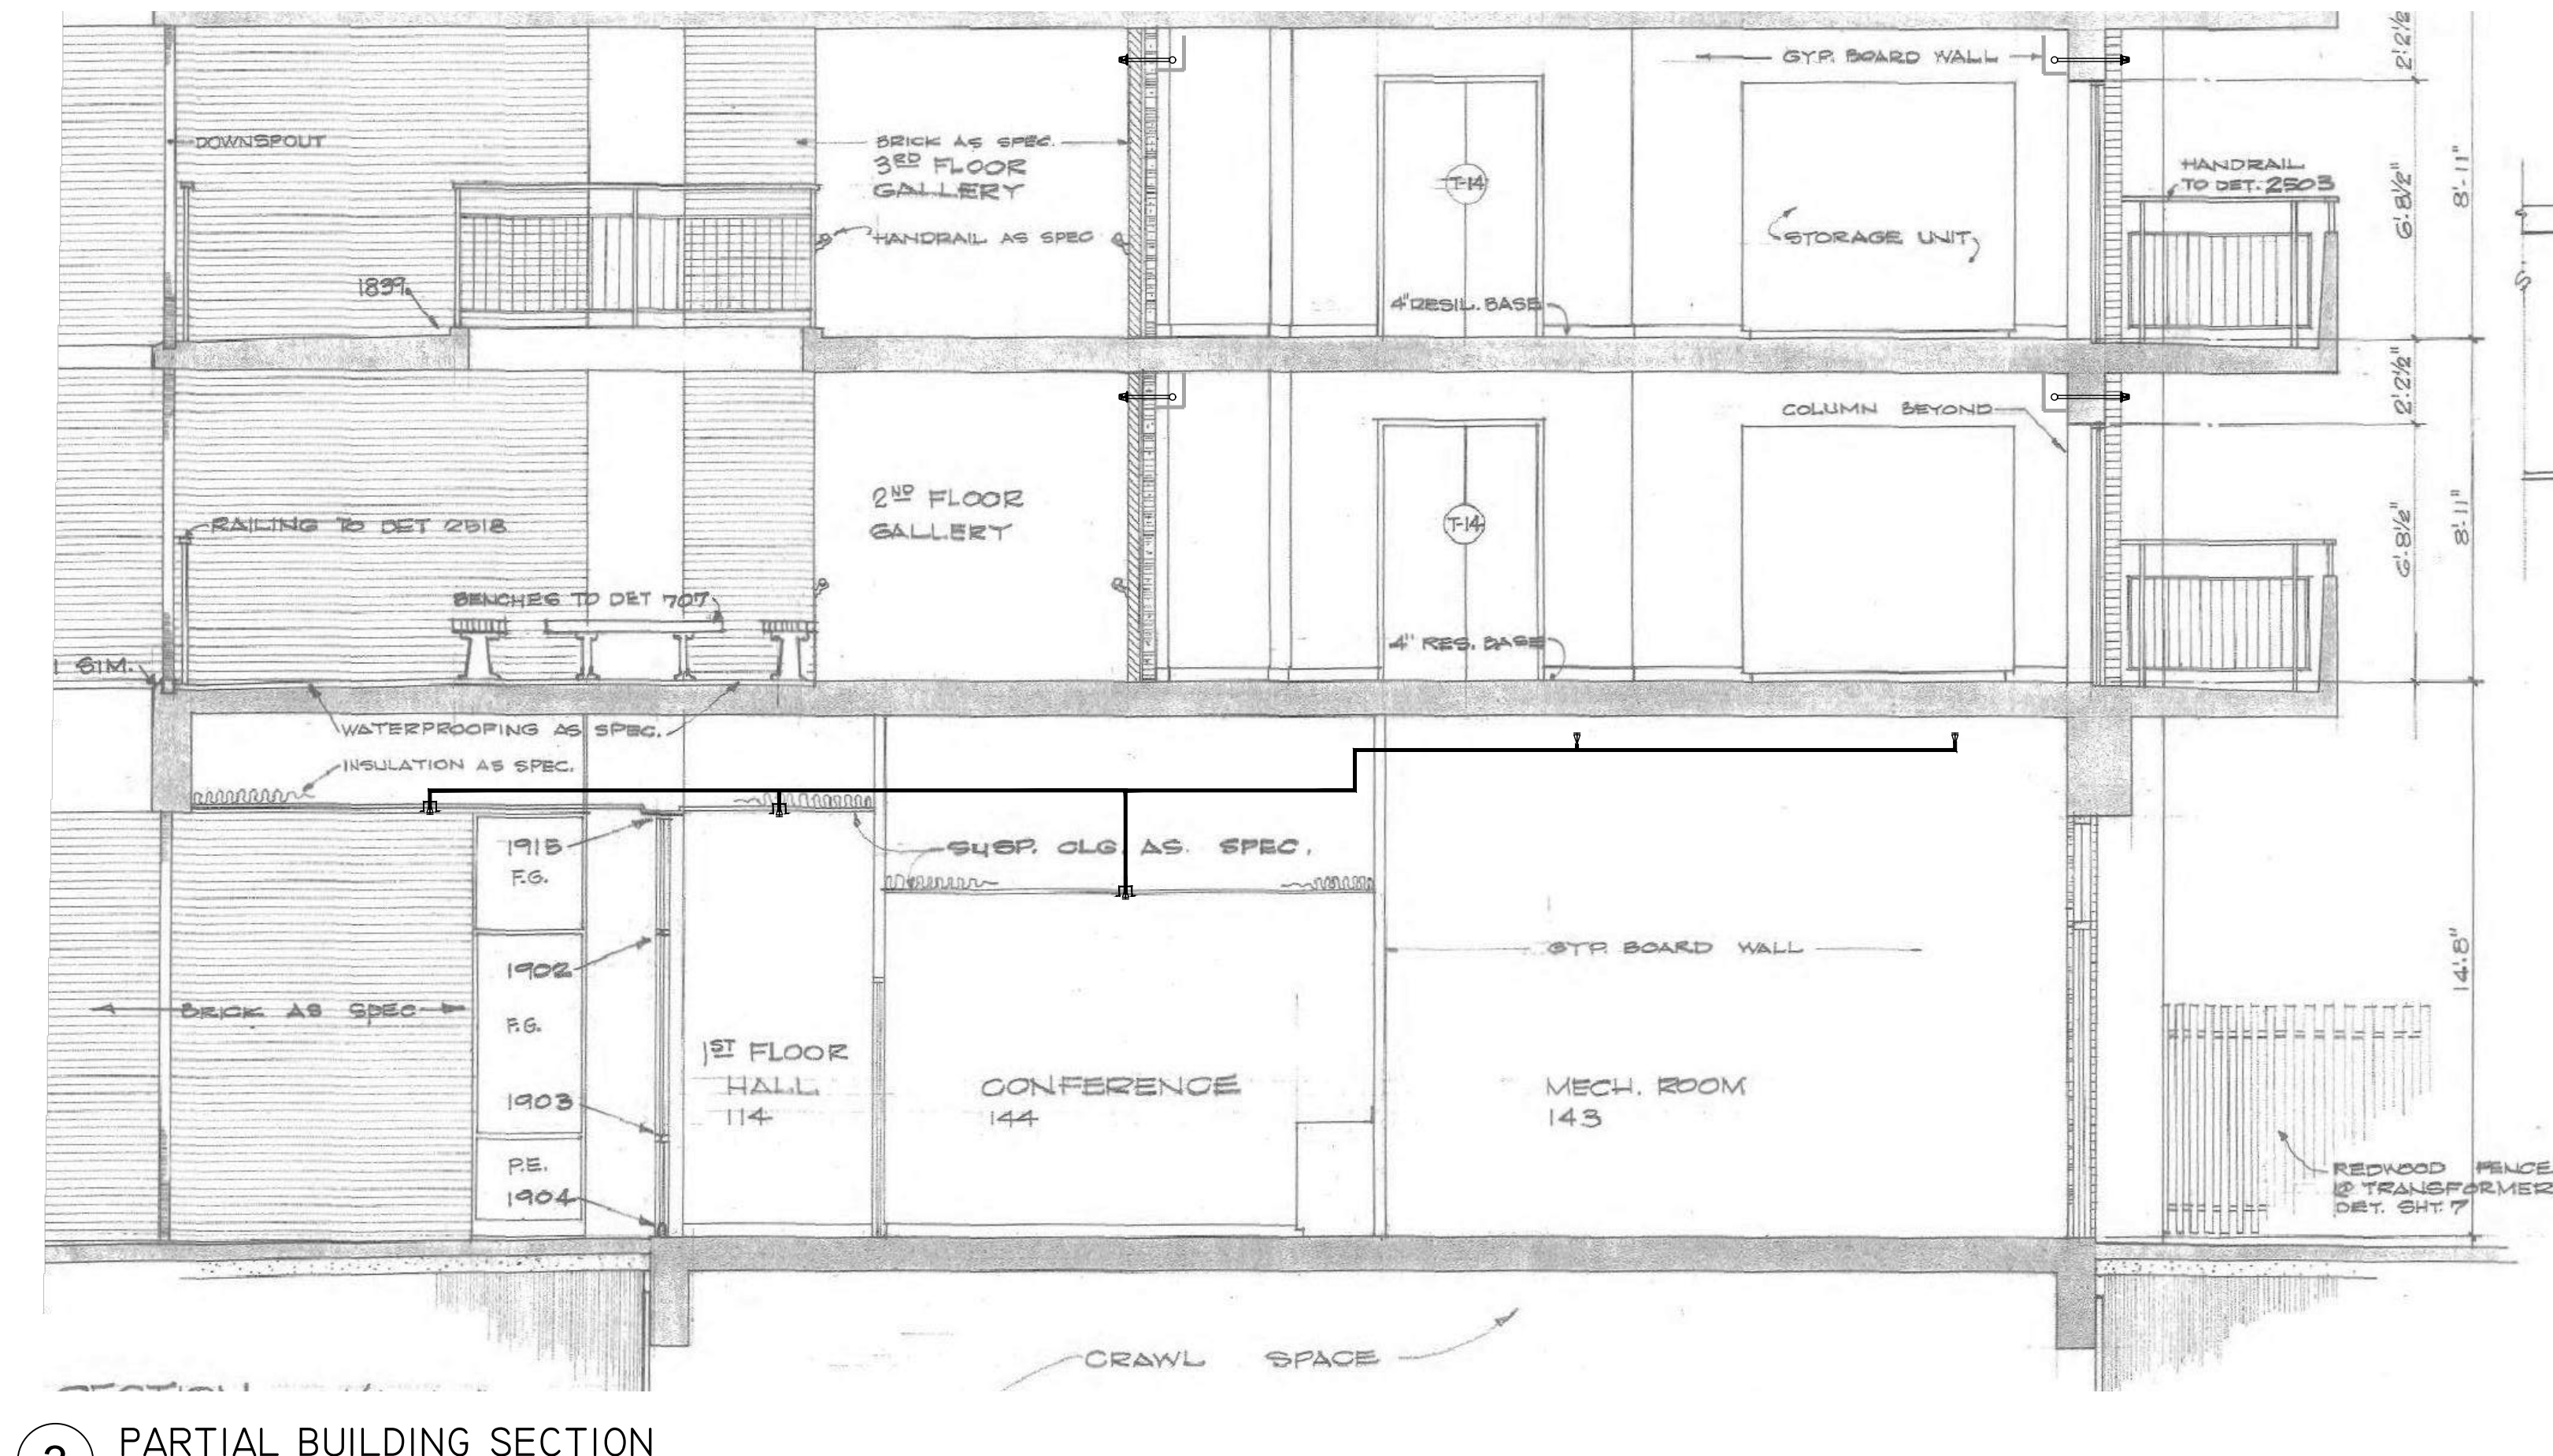 2'-2½"
GYP. BOARD WALL
DOWNSPOUT
BRICK AS SPEC.
3RD FLOOR
GALLERY
HANDRAIL
TO DET. 2503
T-14
6'-8½"
8'-11"
HANDRAIL AS SPEC
STORAGE UNIT
1839
4" RESIL. BASE
2'-2½"
COLUMN BEYOND
2ND FLOOR
GALLERY
RAILING TO DET 2518
T-14
6'-8½"
8'-11"
BENCHES TO DET 707
4" RES. BASE
1 SIM.
WATERPROOFING AS SPEC.
INSULATION AS SPEC.
1915
F.G.
SUSP. CLG. AS SPEC.
1902
GYP. BOARD WALL
14'-8"
BRICK AS SPEC
F.G.
1ST FLOOR
HALL
114
CONFERENCE
144
MECH. ROOM
143
1903
P.E.
1904
REDWOOD FENCE
@ TRANSFORMER
DET. SHT. 7
CRAWL SPACE
SECTION
PARTIAL BUILDING SECTION